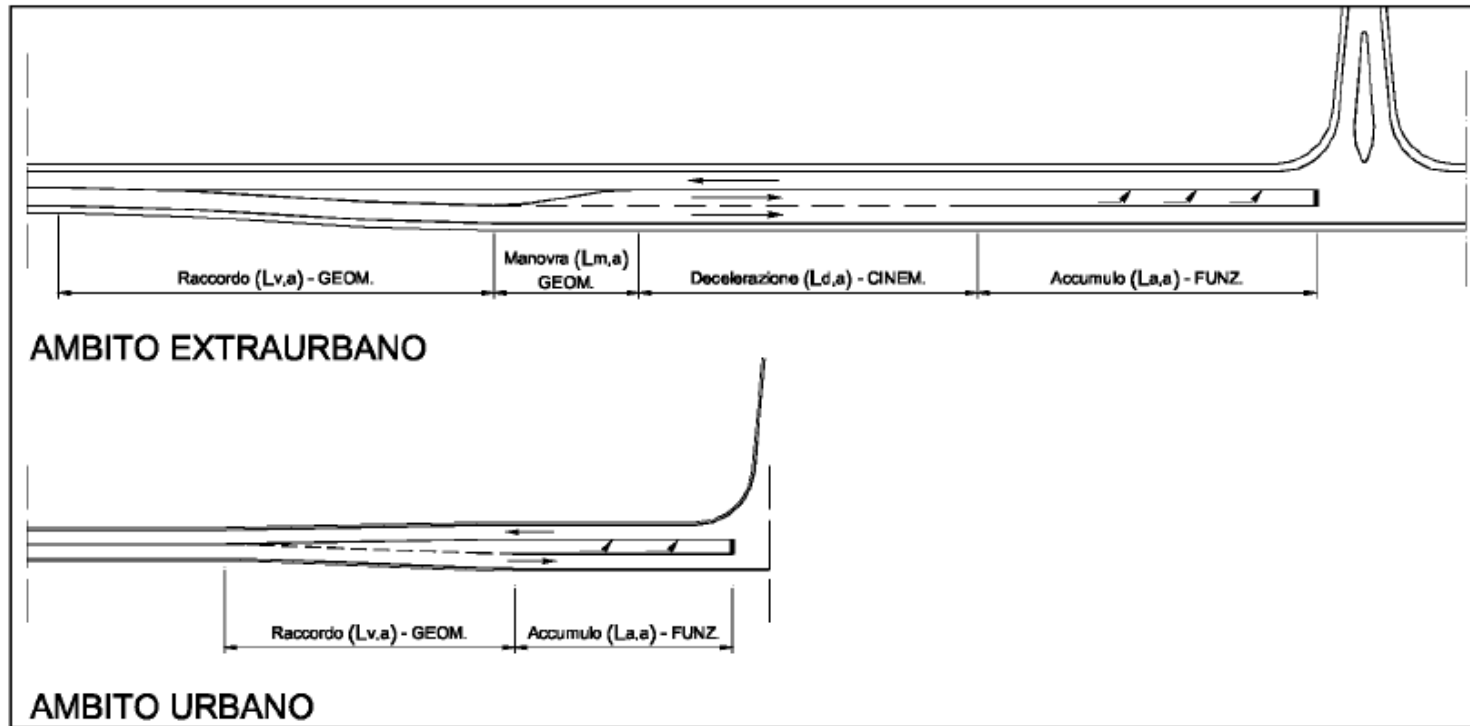 Raccordo (Lv,a) - GEOM.
Manovra (Lm,a)
GEOM.
Decelerazione (Ld,a) - CINEM.
Accumulo (La,a) - FUNZ.
AMBITO EXTRAURBANO
Raccordo (Lv,a) - GEOM.
Accumulo (La,a) - FUNZ.
AMBITO URBANO